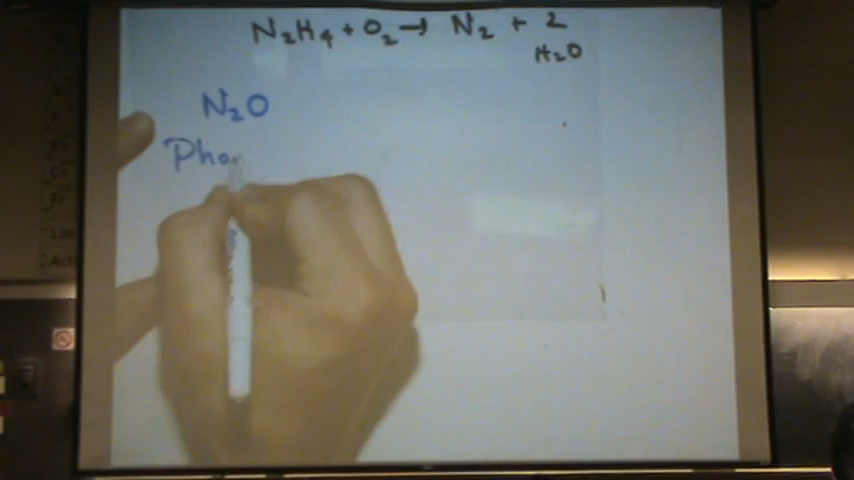 N₂H₄ + O₂ → N₂ + 2
H₂O
N₂O
Pho